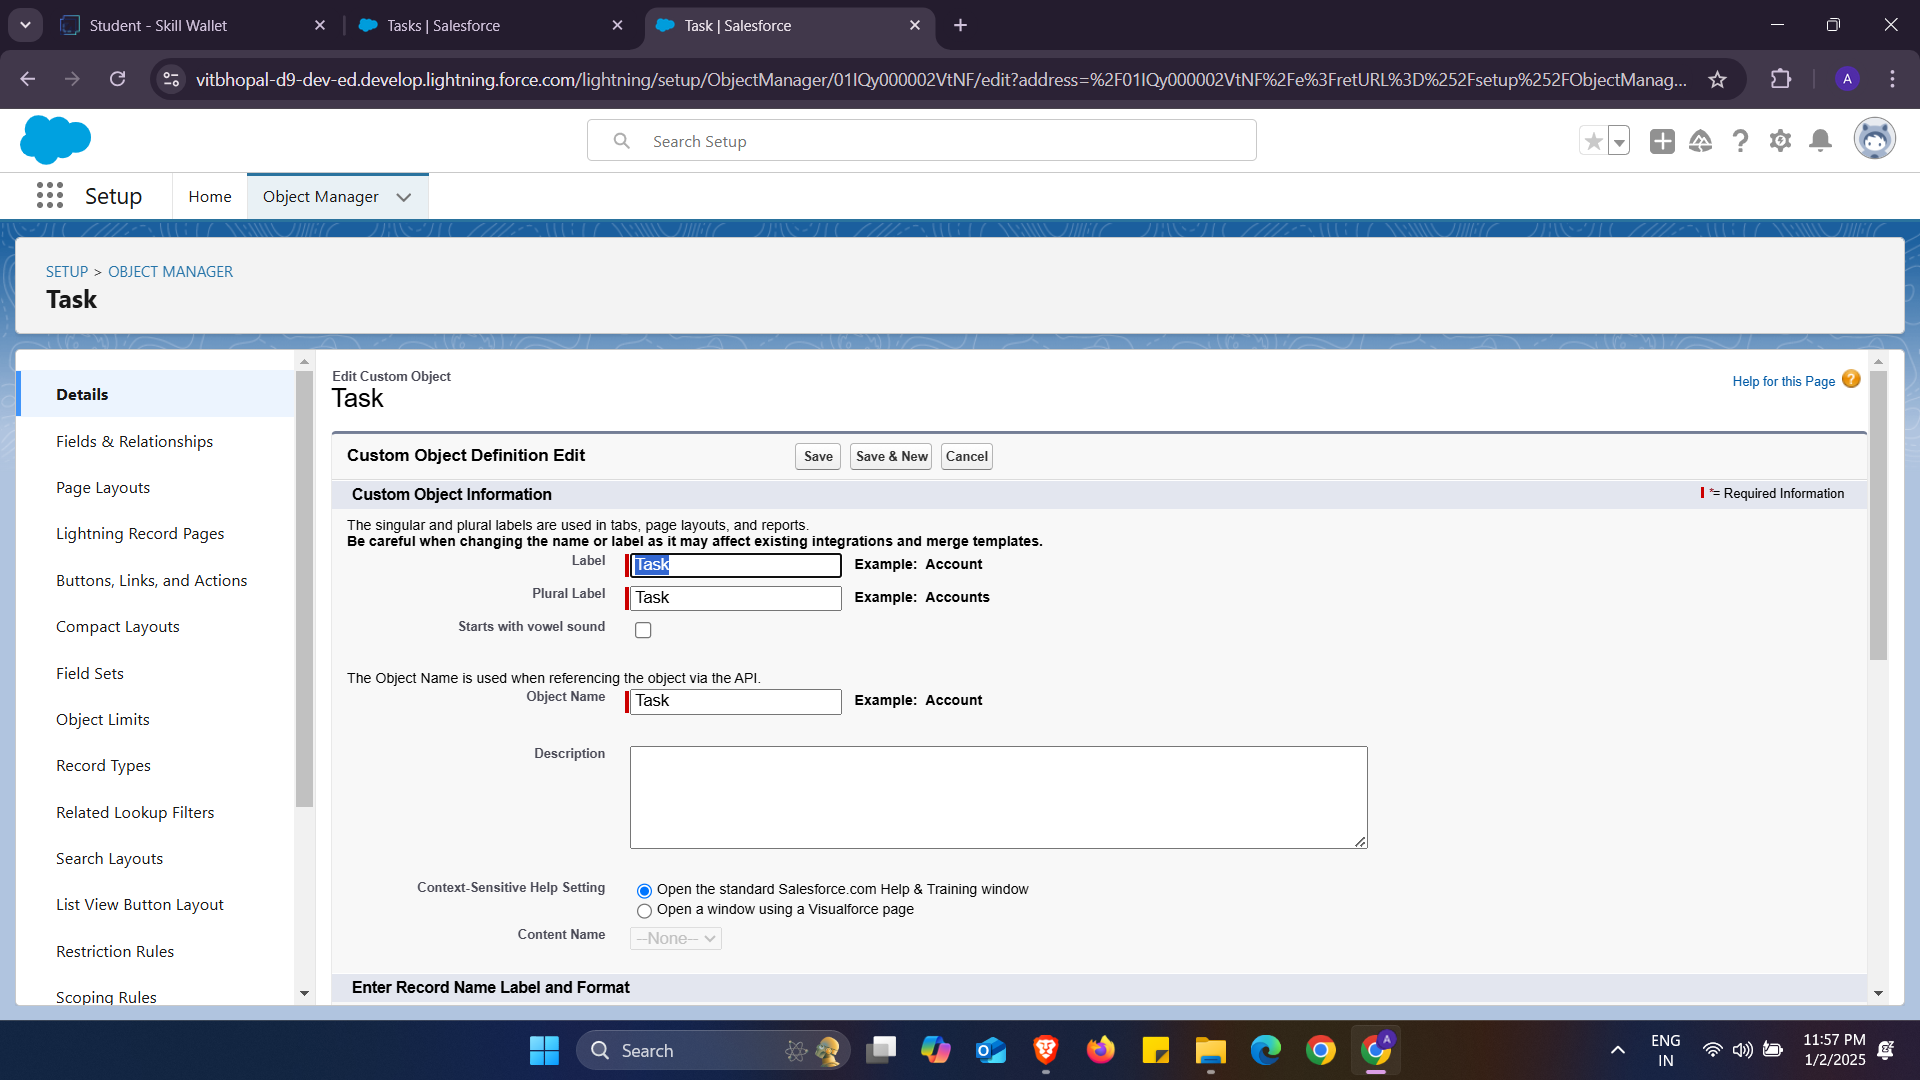 Student - Skill Wallet
Tasks | Salesforce
Task | Salesforce
vitbhopal-d9-dev-ed.develop.lightning.force.com/lightning/setup/ObjectManager/01IQy000002VtNF/edit?address=%2F01IQy000002VtNF%2Fe%3FretURL%3D%252Fsetup%252FObjectManag...
A
Search Setup
Setup
Home
Object Manager
SETUP > OBJECT MANAGER
Task
Details
Fields & Relationships
Page Layouts
Lightning Record Pages
Buttons, Links, and Actions
Compact Layouts
Field Sets
Object Limits
Record Types
Related Lookup Filters
Search Layouts
List View Button Layout
Restriction Rules
Scoping Rules
Edit Custom Object
Task
Help for this Page ?
Custom Object Definition Edit
Save
Save & New
Cancel
Custom Object Information
*= Required Information
The singular and plural labels are used in tabs, page layouts, and reports.
Be careful when changing the name or label as it may affect existing integrations and merge templates.
Label Task Example: Account
Plural Label Task Example: Accounts
Starts with vowel sound
The Object Name is used when referencing the object via the API.
Object Name Task Example: Account
Description
Context-Sensitive Help Setting
Open the standard Salesforce.com Help & Training window
Open a window using a Visualforce page
Content Name --None--
Enter Record Name Label and Format
Search
A
ENG
IN
11:57 PM
1/2/2025